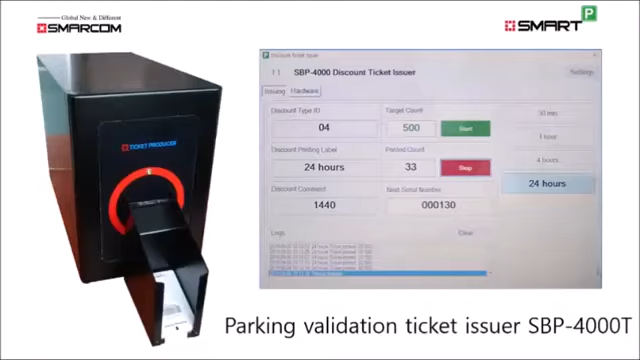 Global New & Different
SMARCOM
SMART P
Discount ticket issuer
SBP-4000 Discount Ticket Issuer
Settings
Issuing
Hardware
Discount Type ID
Target Count
04
500
Start
30 min
1 hour
Discount Printing Label
Printed Count
24 hours
33
Stop
4 hours
24 hours
Discount Comment
Next Serial Number
1440
000130
Logs
Clear
TICKET PRODUCER
Parking validation ticket issuer SBP-4000T